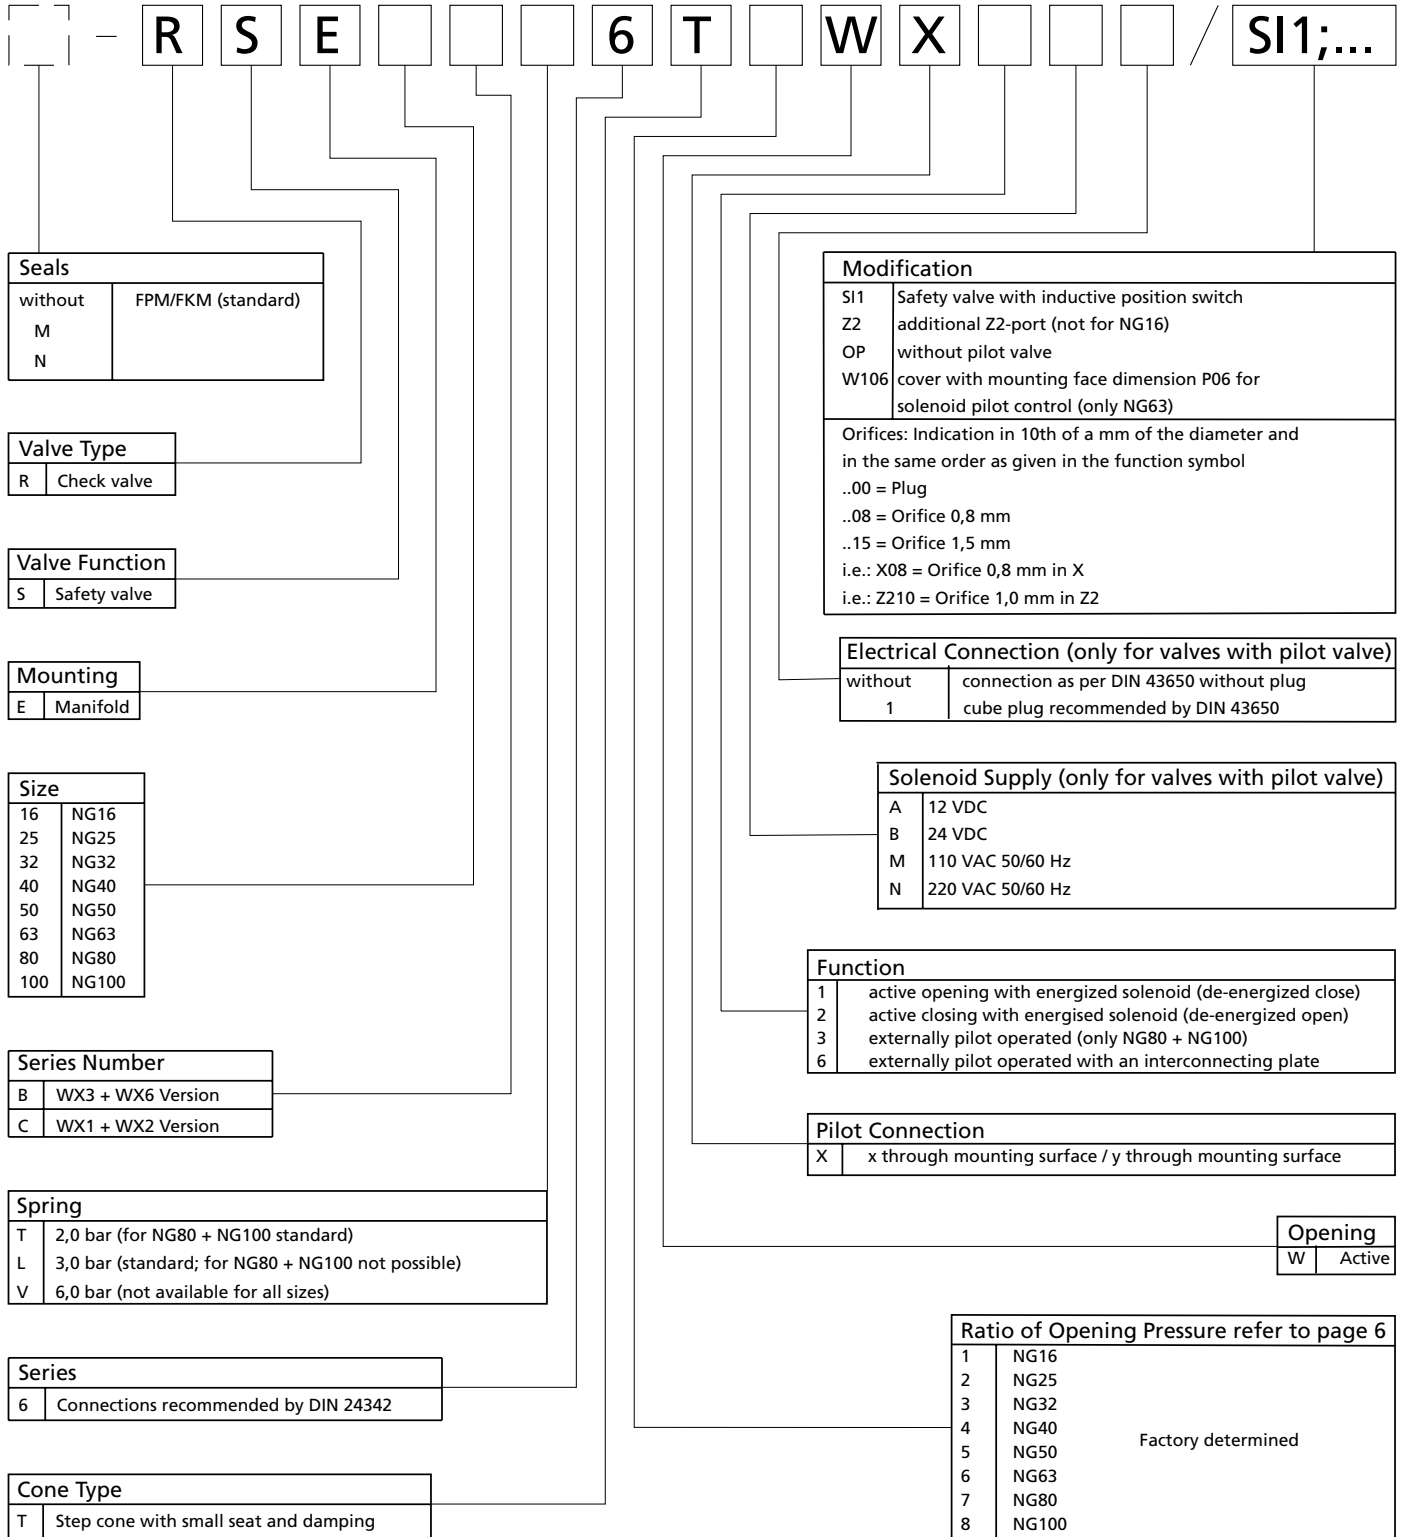 - R S E 6 T W X / SI1;...
Seals
without FPM/FKM (standard)
M
N
Valve Type
R Check valve
Valve Function
S Safety valve
Mounting
E Manifold
Size
16 NG16
25 NG25
32 NG32
40 NG40
50 NG50
63 NG63
80 NG80
100 NG100
Series Number
B WX3 + WX6 Version
C WX1 + WX2 Version
Spring
T 2,0 bar (for NG80 + NG100 standard)
L 3,0 bar (standard; for NG80 + NG100 not possible)
V 6,0 bar (not available for all sizes)
Series
6 Connections recommended by DIN 24342
Cone Type
T Step cone with small seat and damping
Modification
SI1 Safety valve with inductive position switch
Z2 additional Z2-port (not for NG16)
OP without pilot valve
W106 cover with mounting face dimension P06 for
solenoid pilot control (only NG63)
Orifices: Indication in 10th of a mm of the diameter and
in the same order as given in the function symbol
..00 = Plug
..08 = Orifice 0,8 mm
..15 = Orifice 1,5 mm
i.e.: X08 = Orifice 0,8 mm in X
i.e.: Z210 = Orifice 1,0 mm in Z2
Electrical Connection (only for valves with pilot valve)
without connection as per DIN 43650 without plug
1 cube plug recommended by DIN 43650
Solenoid Supply (only for valves with pilot valve)
A 12 VDC
B 24 VDC
M 110 VAC 50/60 Hz
N 220 VAC 50/60 Hz
Function
1 active opening with energized solenoid (de-energized close)
2 active closing with energised solenoid (de-energized open)
3 externally pilot operated (only NG80 + NG100)
6 externally pilot operated with an interconnecting plate
Pilot Connection
X x through mounting surface / y through mounting surface
Opening
W Active
Ratio of Opening Pressure refer to page 6
1 NG16
2 NG25
3 NG32
4 NG40
Factory determined
5 NG50
6 NG63
7 NG80
8 NG100